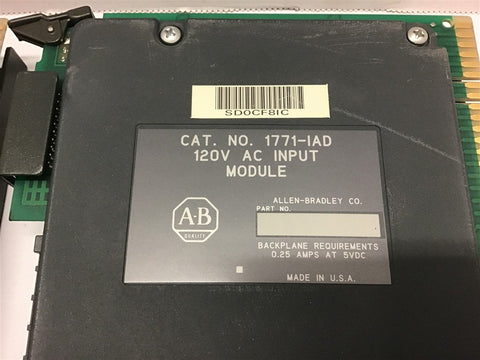 SD0CF8IC
CAT. NO. 1771-IAD
120V AC INPUT
MODULE
ALLEN-BRADLEY CO.
PART NO.
A-B
QUALITY
BACKPLANE REQUIREMENTS
0.25 AMPS AT 5VDC
MADE IN U.S.A.